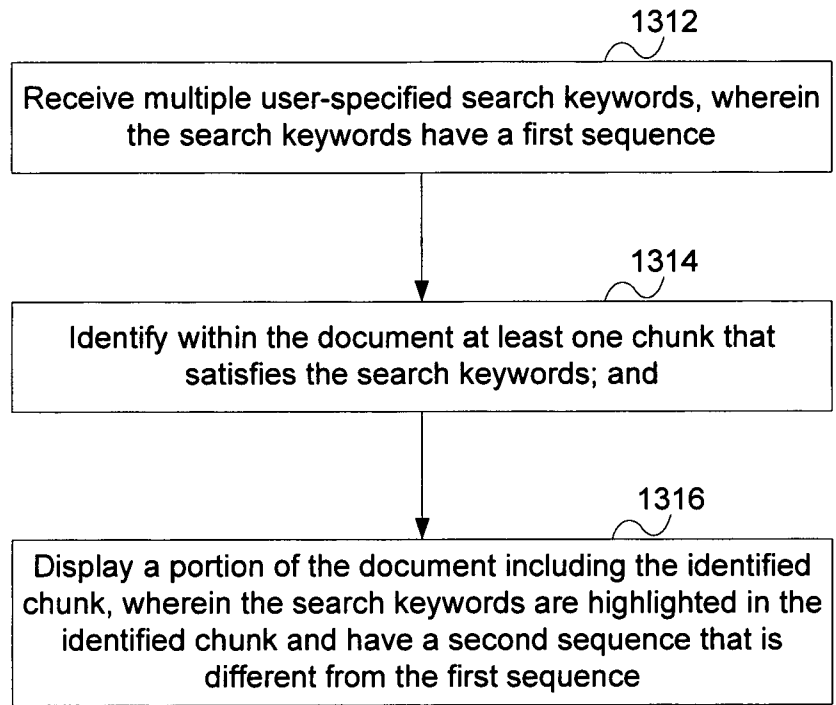 1312
Receive multiple user-specified search keywords, wherein
the search keywords have a first sequence
1314
Identify within the document at least one chunk that
satisfies the search keywords; and
1316
Display a portion of the document including the identified
chunk, wherein the search keywords are highlighted in the
identified chunk and have a second sequence that is
different from the first sequence